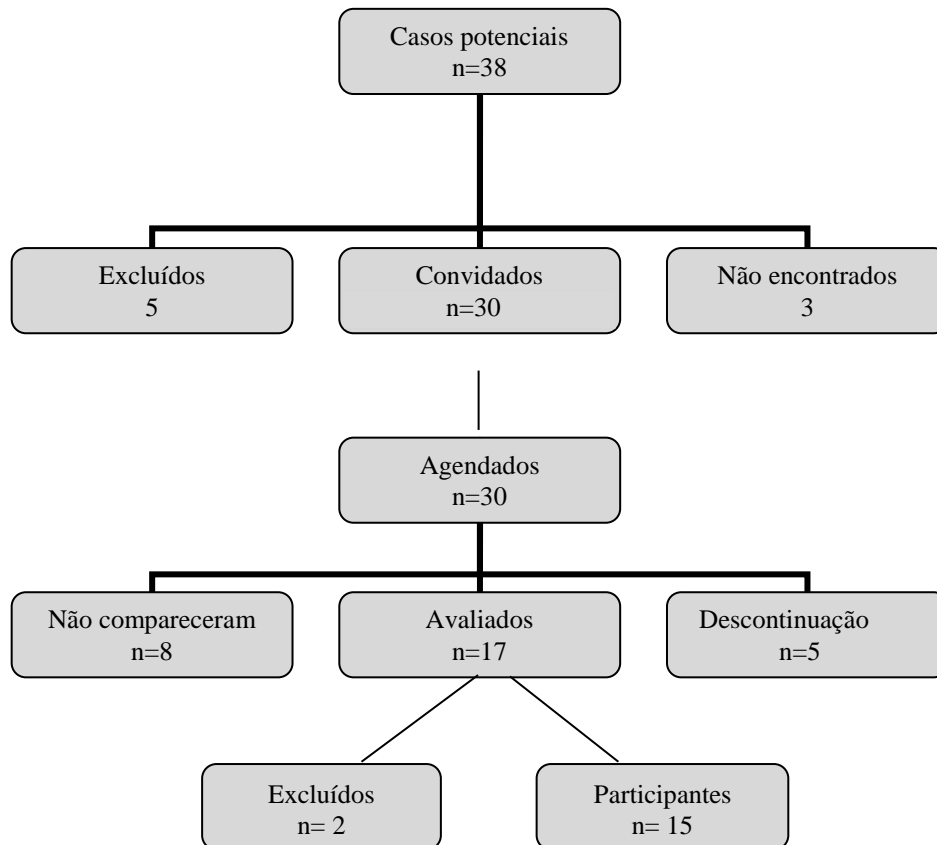 Casos potenciais
n=38
Excluídos
5
Convidados
n=30
Não encontrados
3
Agendados
n=30
Não compareceram
n=8
Avaliados
n=17
Descontinuação
n=5
Excluídos
n= 2
Participantes
n= 15